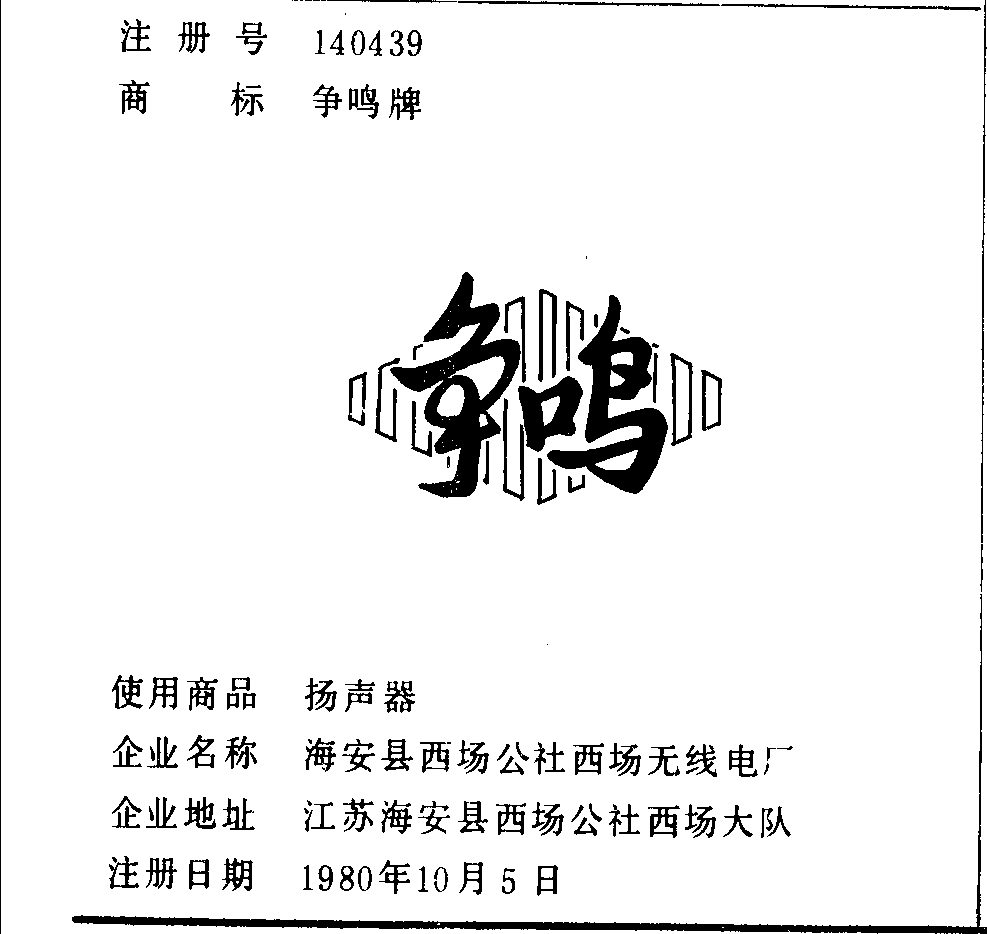 注册号 140439
商标 争鸣牌
争鸣
使用商品 扬声器
企业名称 海安县西场公社西场无线电厂
企业地址 江苏海安县西场公社西场大队
注册日期 1980年10月5日